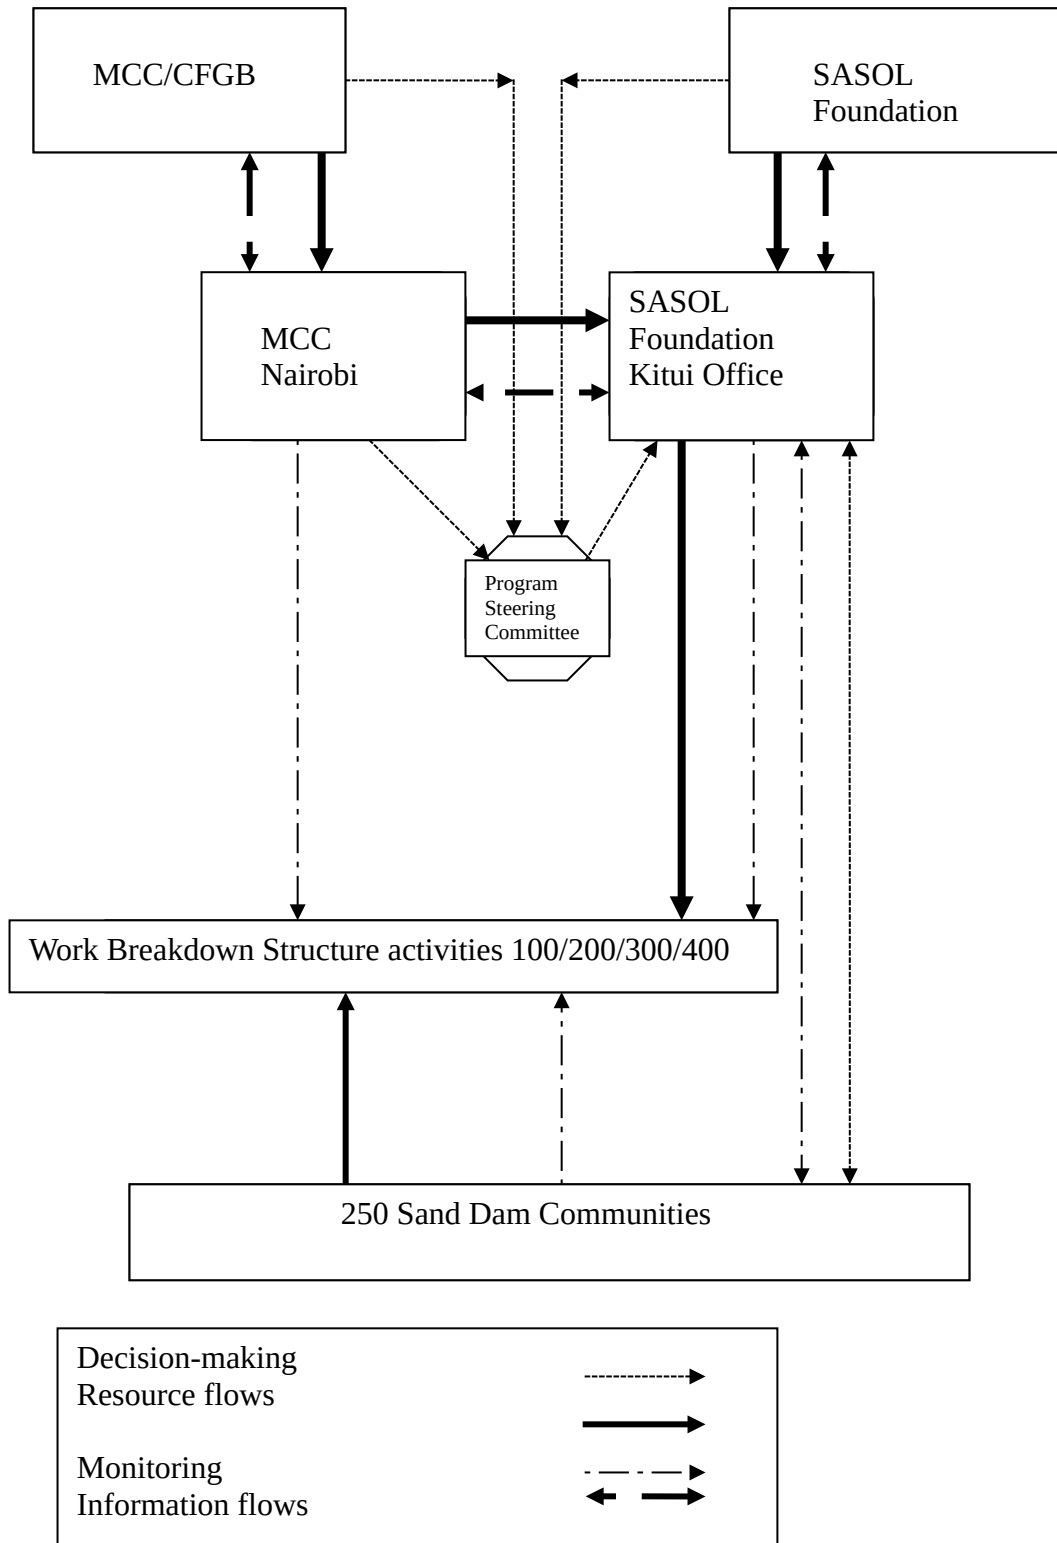 MCC/CFGB
SASOL
Foundation
MCC
Nairobi
SASOL
Foundation
Kitui Office
Program
Steering
Committee
Work Breakdown Structure activities 100/200/300/400
250 Sand Dam Communities
Decision-making
Resource flows
Monitoring
Information flows